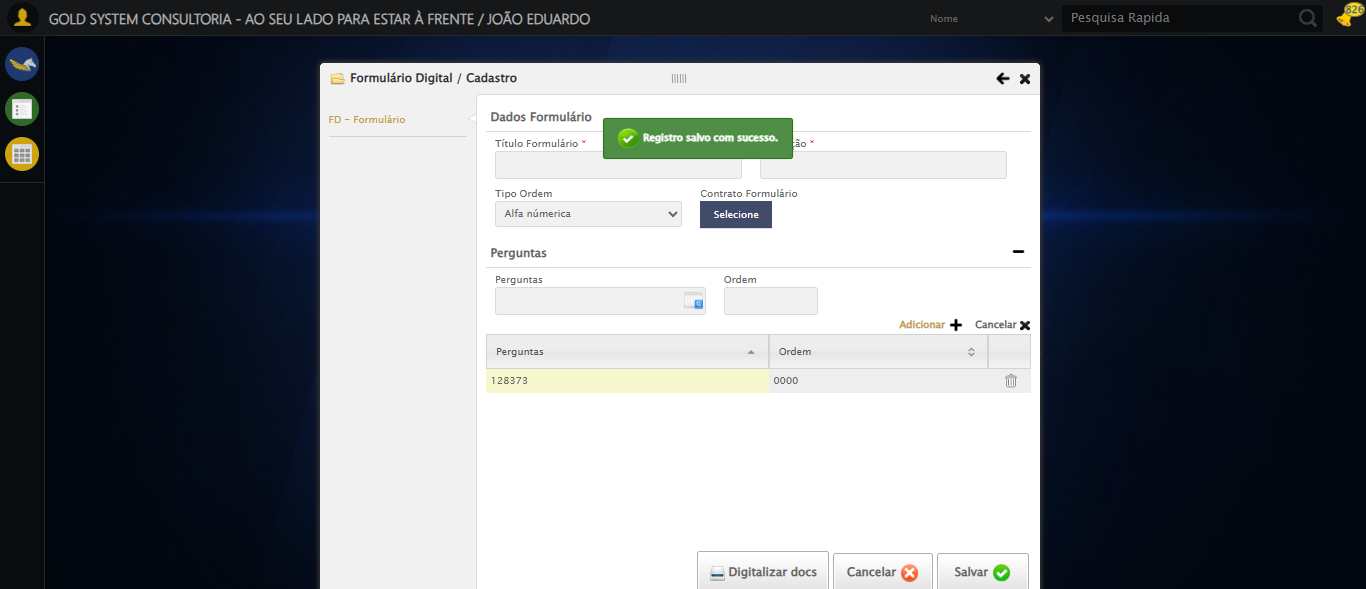 GOLD SYSTEM CONSULTORIA - AO SEU LADO PARA ESTAR À FRENTE / JOÃO EDUARDO
Nome
Pesquisa Rapida
826
Formulário Digital / Cadastro
FD - Formulário
Dados Formulário
Registro salvo com sucesso.
Título Formulário *
ção *
Tipo Ordem
Contrato Formulário
Alfa númerica
Selecione
Perguntas
Perguntas
Ordem
Adicionar
Cancelar
Perguntas
Ordem
128373
0000
Digitalizar docs
Cancelar
Salvar